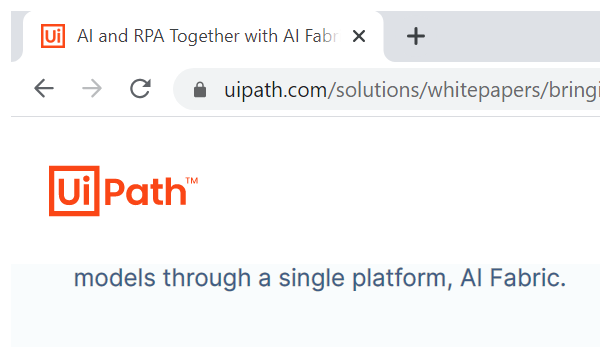 Ui AI and RPA Together with AI Fabr
uipath.com/solutions/whitepapers/bringi
UiPath™
models through a single platform, AI Fabric.